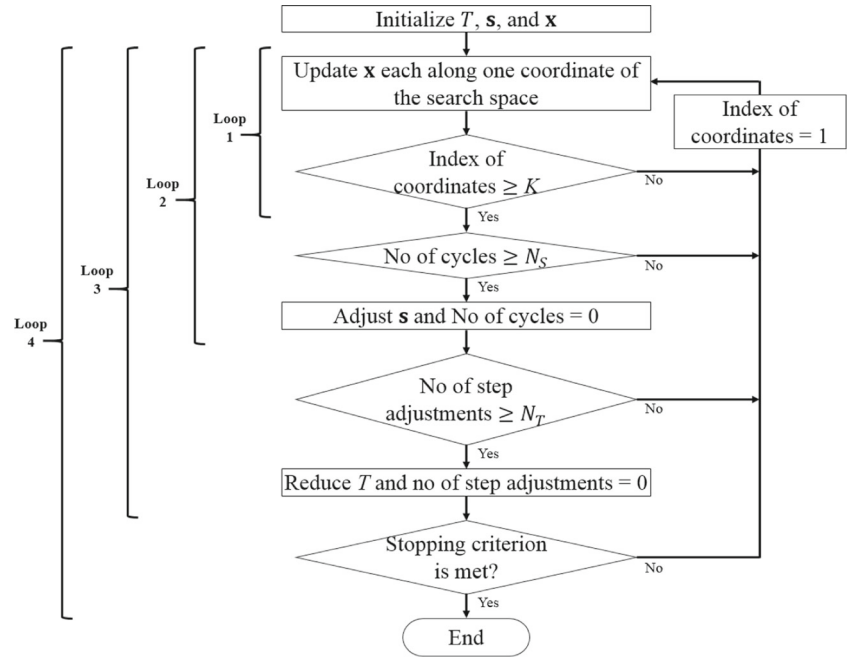 Initialize T, s, and x
Update x each along one coordinate of
the search space
Index of
coordinates = 1
Loop
1
Index of
coordinates ≥ K
No
Yes
Loop
2
No of cycles ≥ N_S
No
Yes
Loop
3
Adjust s and No of cycles = 0
Loop
4
No of step
adjustments ≥ N_T
No
Yes
Reduce T and no of step adjustments = 0
Stopping criterion
is met?
No
Yes
End